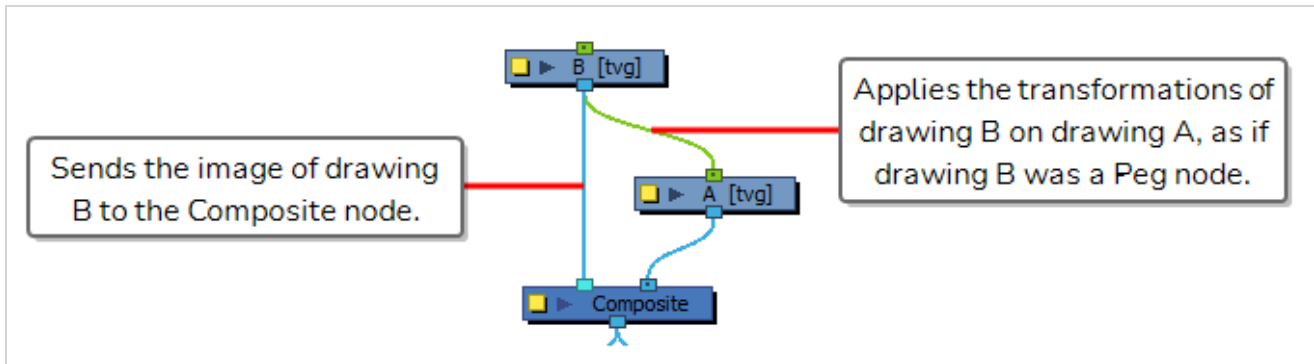 B [tvg]
Applies the transformations of
drawing B on drawing A, as if
drawing B was a Peg node.
Sends the image of drawing
B to the Composite node.
A [tvg]
Composite